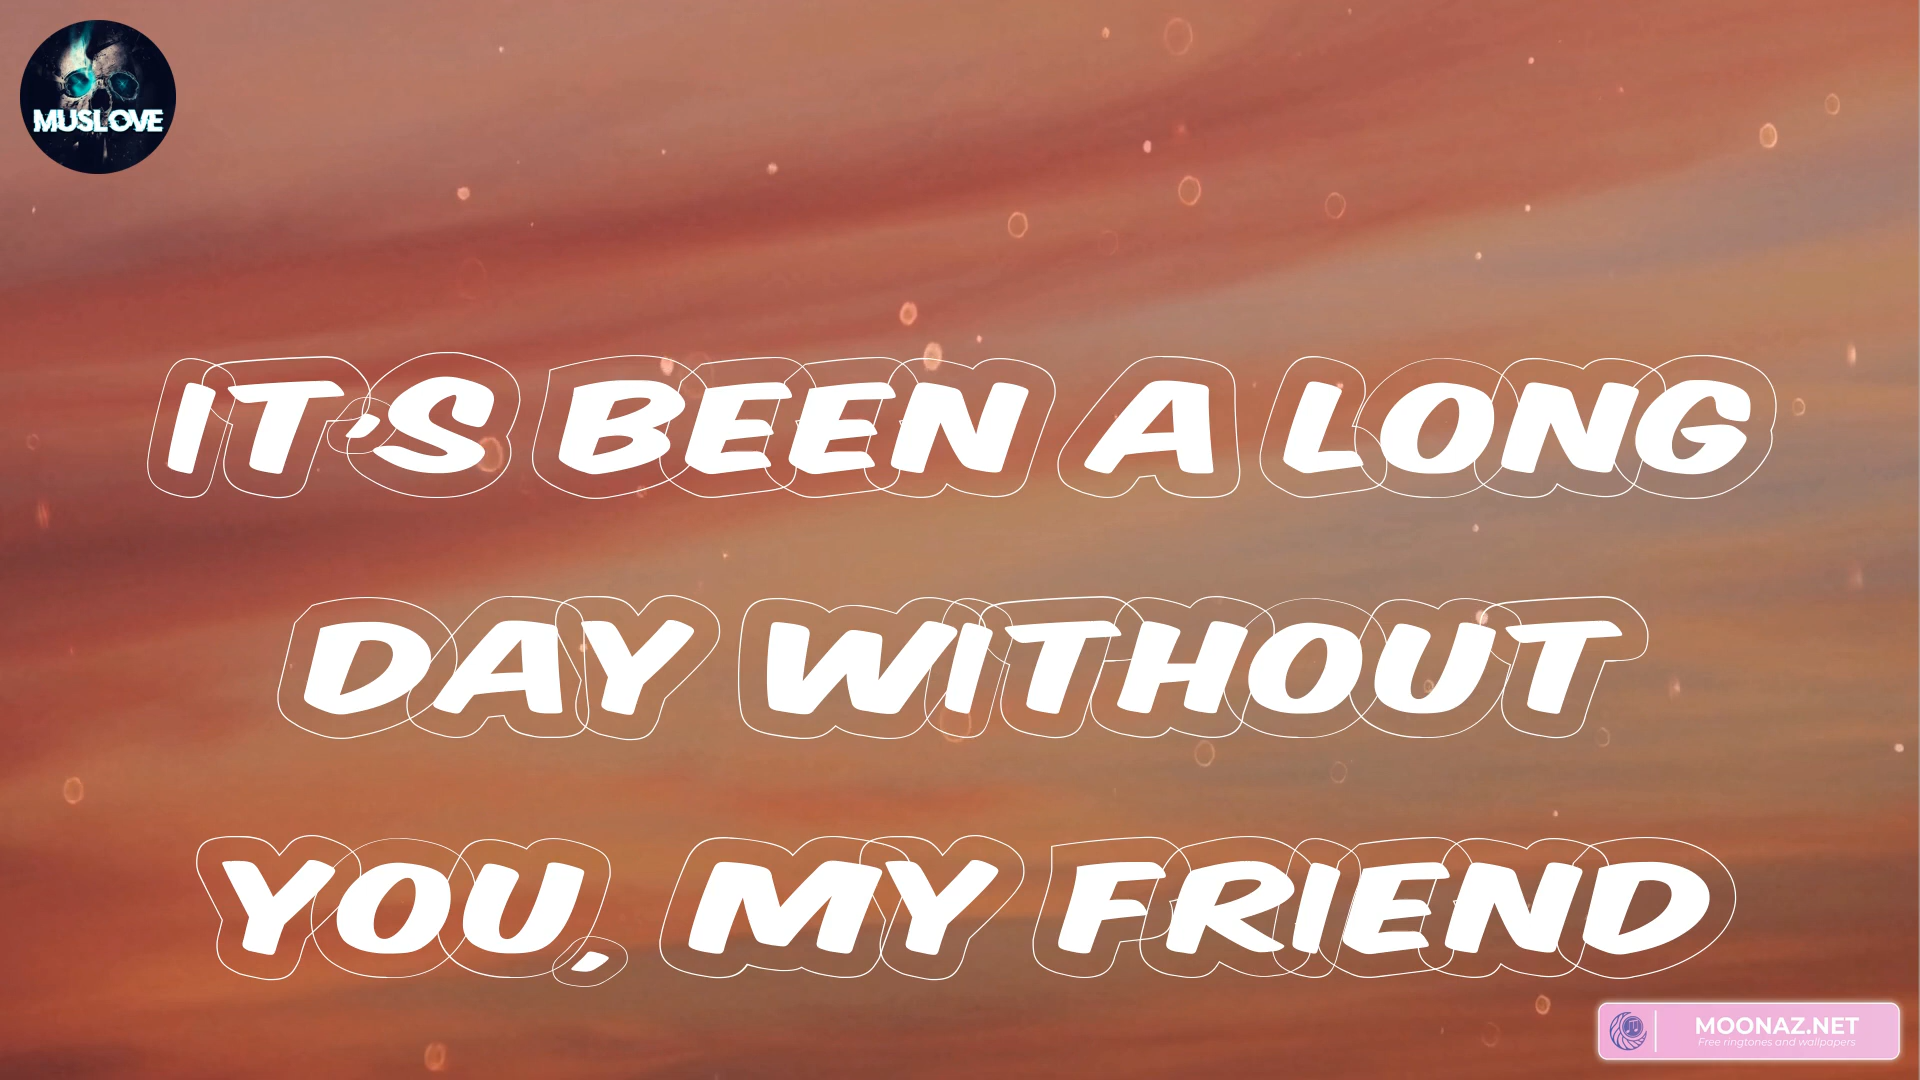 MUSLOVE
IT'S BEEN A LONG
DAY WITHOUT
YOU, MY FRIEND
MOONAZ.NET
Free ringtones and wallpapers